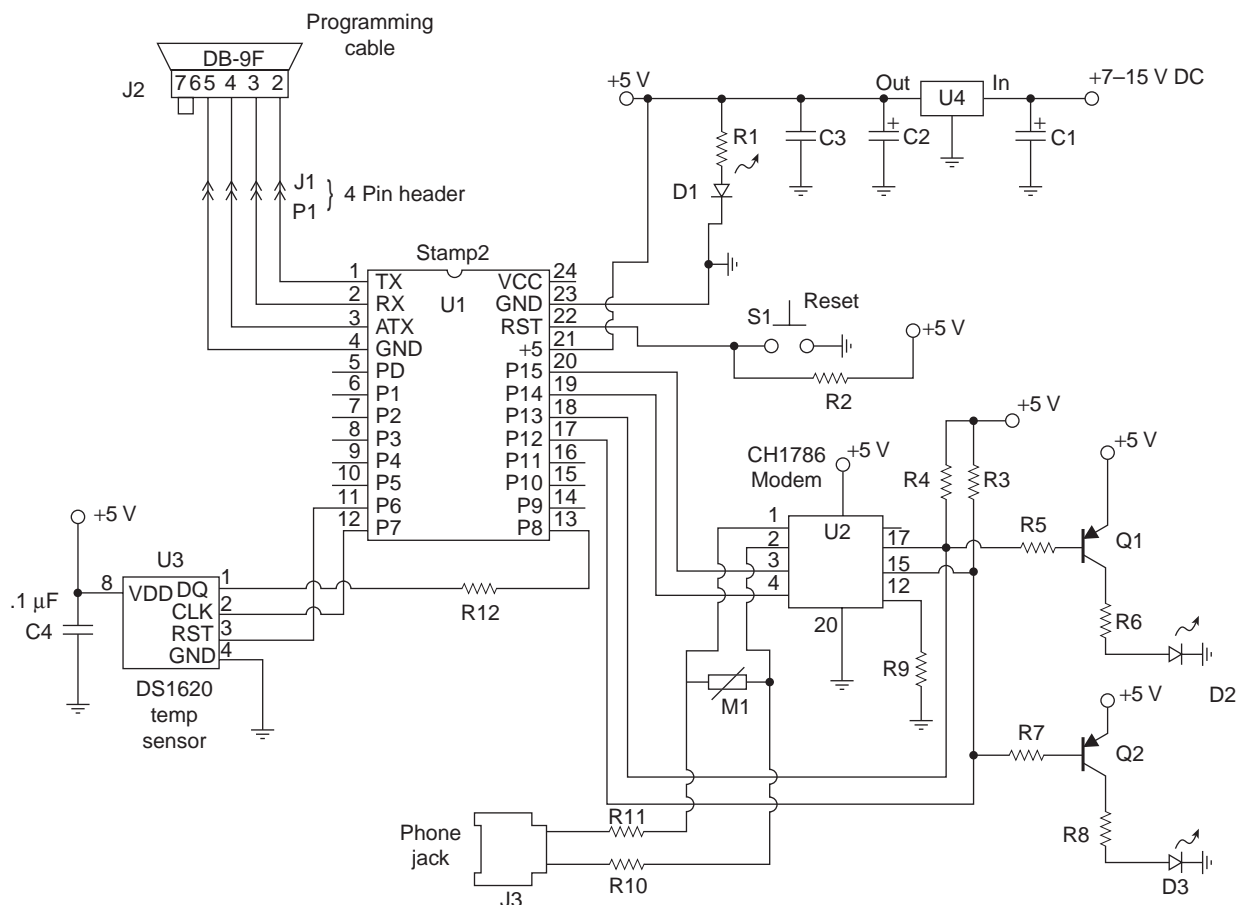 Programming
cable
DB-9F
7 6 5 4 3 2
J2
J1
P1
4 Pin header
+5 V
Out
U4
In
+7–15 V DC
R1
C3
C2
+
C1
+
D1
Stamp2
U1
1 TX
2 RX
3 ATX
4 GND
5 PD
6 P1
7 P2
8 P3
9 P4
10 P5
11 P6
12 P7
VCC 24
GND 23
RST 22
+5 21
P15 20
P14 19
P13 18
P12 17
P11 16
P10 15
P9 14
P8 13
S1
Reset
+5 V
R2
+5 V
R4
R3
CH1786
Modem
+5 V
U2
1
2
3
4
17
15
12
20
R5
+5 V
Q1
R6
D2
R9
M1
R7
+5 V
Q2
R8
D3
+5 V
U3
8 VDD
DQ 1
CLK 2
RST 3
GND 4
.1 μF
C4
DS1620
temp
sensor
R12
Phone
jack
J3
R11
R10